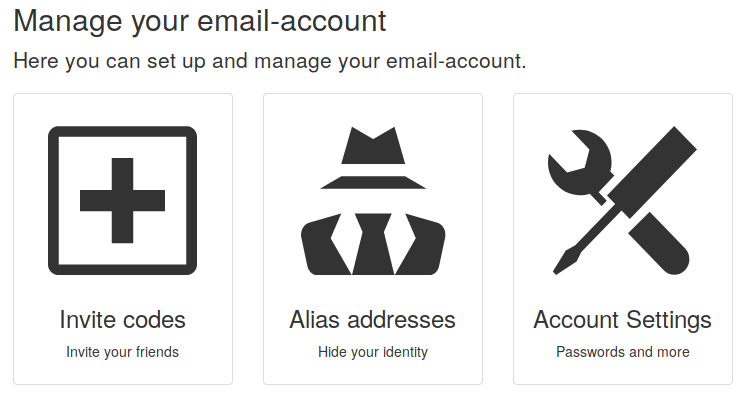 Manage your email-account
Here you can set up and manage your email-account.
Invite codes
Invite your friends
Alias addresses
Hide your identity
Account Settings
Passwords and more